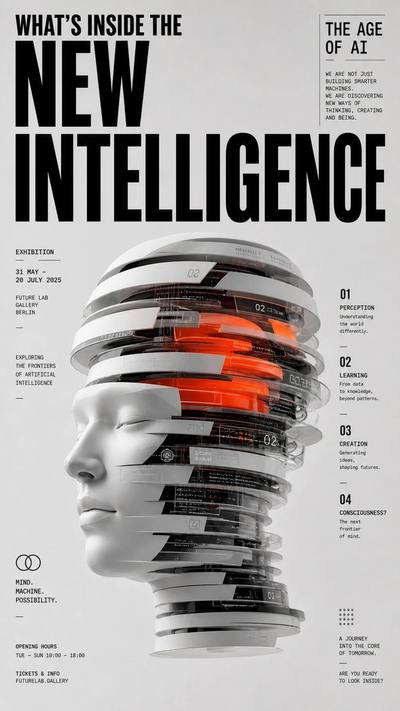 WHAT'S INSIDE THE
NEW
INTELLIGENCE
THE AGE
OF AI
WE ARE NOT JUST
BUILDING SMARTER
MACHINES.
WE ARE DISCOVERING
NEW WAYS OF
THINKING, CREATING
AND BEING.
EXHIBITION
31 MAY –
20 JULY 2025
FUTURE LAB
GALLERY
BERLIN
EXPLORING
THE FRONTIERS
OF ARTIFICIAL
INTELLIGENCE
MIND.
MACHINE.
POSSIBILITY.
OPENING HOURS
TUE – SUN 10:00 – 18:00
TICKETS & INFO
FUTURELAB.GALLERY
02
02
02
02
01
PERCEPTION
Understanding
the world
differently.
02
LEARNING
From data
to knowledge,
beyond patterns.
03
CREATION
Generating
ideas,
shaping futures.
04
CONSCIOUSNESS?
The next
frontier
of mind.
A JOURNEY
INTO THE CORE
OF TOMORROW.
ARE YOU READY
TO LOOK INSIDE?